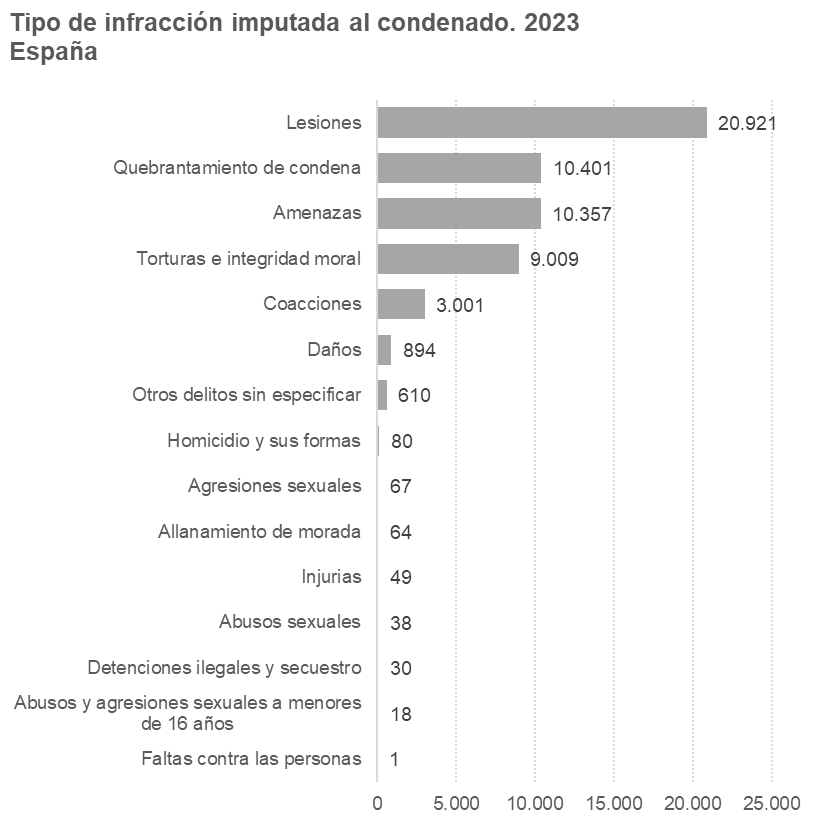 Tipo de infracción imputada al condenado. 2023
España
Lesiones 20.921
Quebrantamiento de condena 10.401
Amenazas 10.357
Torturas e integridad moral 9.009
Coacciones 3.001
Daños 894
Otros delitos sin especificar 610
Homicidio y sus formas 80
Agresiones sexuales 67
Allanamiento de morada 64
Injurias 49
Abusos sexuales 38
Detenciones ilegales y secuestro 30
Abusos y agresiones sexuales a menores
de 16 años 18
Faltas contra las personas 1
0 5.000 10.000 15.000 20.000 25.000